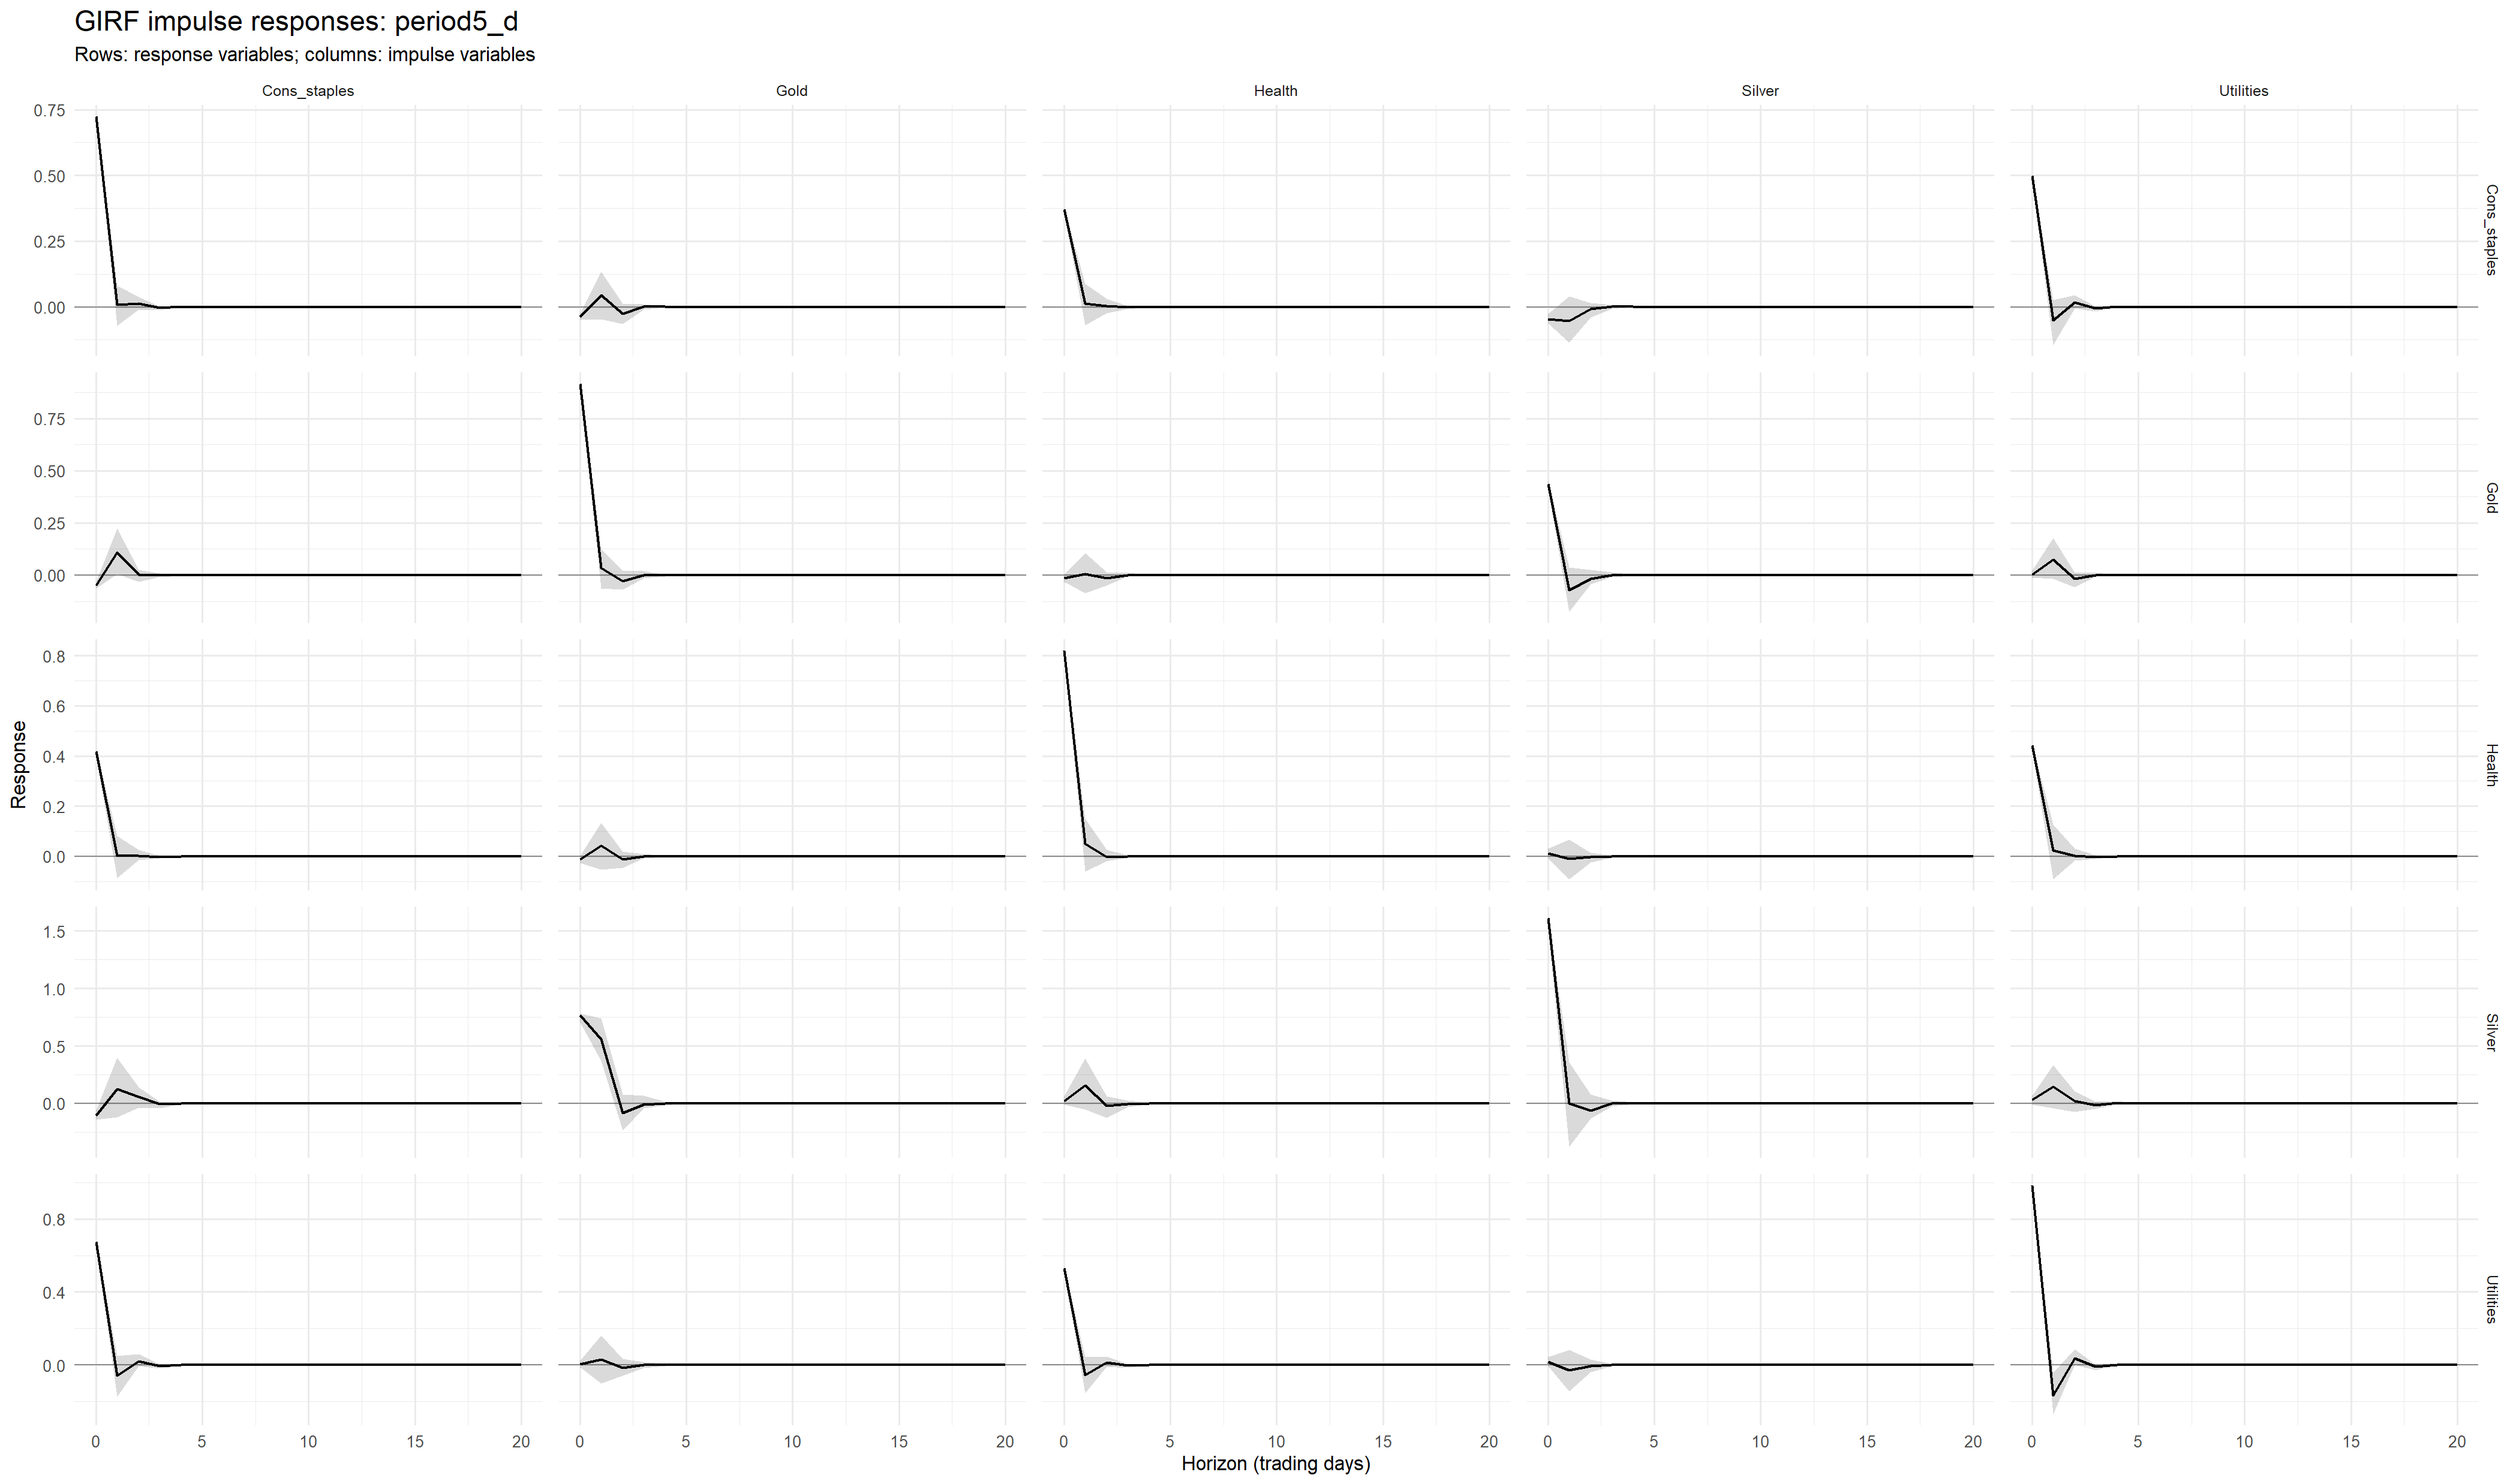 GIRF impulse responses: period5_d
Rows: response variables; columns: impulse variables
Cons_staples Gold Health Silver Utilities
0.75
0.50
0.25
0.00
Cons_staples
0.75
0.50
0.25
0.00
Gold
0.8
0.6
0.4
0.2
0.0
Health
Response
1.5
1.0
0.5
0.0
Silver
0.8
0.4
0.0
Utilities
0 5 10 15 20 0 5 10 15 20 0 5 10 15 20 0 5 10 15 20 0 5 10 15 20
Horizon (trading days)